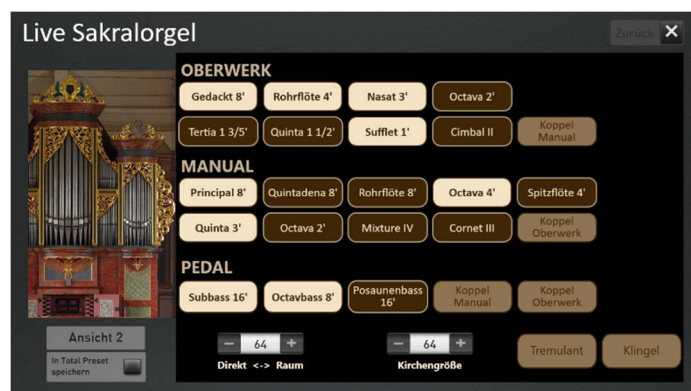 Live Sakralorgel
Zurück
OBERWERK
Gedackt 8' Rohrflöte 4' Nasat 3' Octava 2'
Tertia 1 3/5' Quinta 1 1/2' Sufflet 1' Cimbal II Koppel
Manual
MANUAL
Principal 8' Quintadena 8' Rohrflöte 8' Octava 4' Spitzflöte 4'
Quinta 3' Octava 2' Mixture IV Cornet III Koppel
Oberwerk
PEDAL
Subbass 16' Octavbass 8' Posaunenbass
16' Koppel
Manual Koppel
Oberwerk
Ansicht 2
In Total Preset
speichern
− 64 +
Direkt <-> Raum
− 64 +
Kirchengröße
Tremulant Klingel